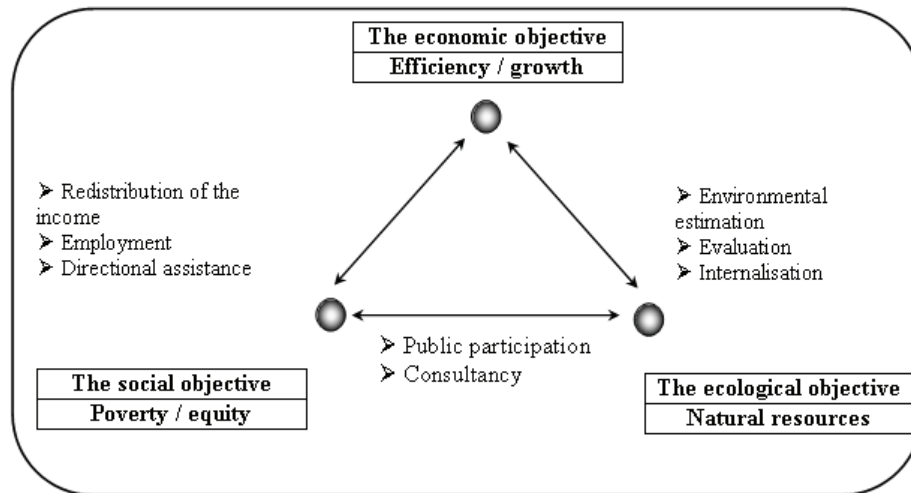 The economic objective
Efficiency / growth
➢ Redistribution of the
income
➢ Employment
➢ Directional assistance
➢ Environmental
estimation
➢ Evaluation
➢ Internalisation
➢ Public participation
➢ Consultancy
The social objective
Poverty / equity
The ecological objective
Natural resources